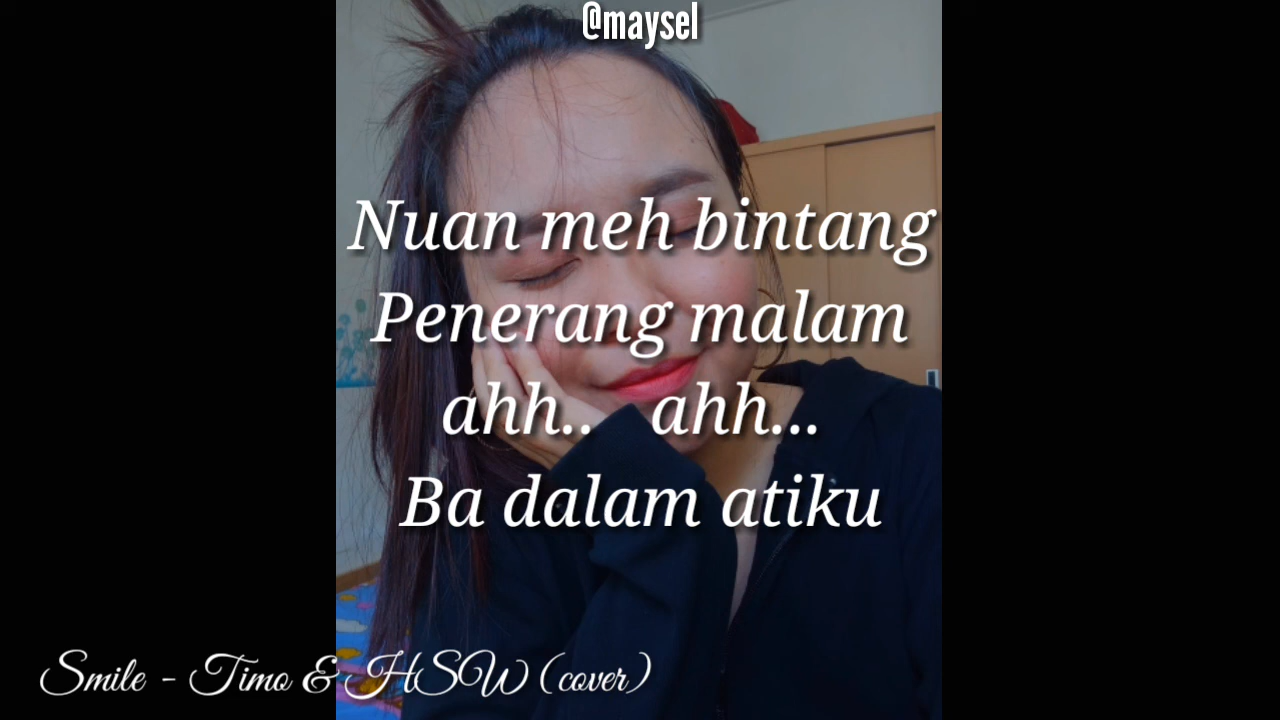 @maysel
Nuan meh bintang
Penerang malam
ahh.. ahh...
Ba dalam atiku
Smile - Timo & HSW (cover)